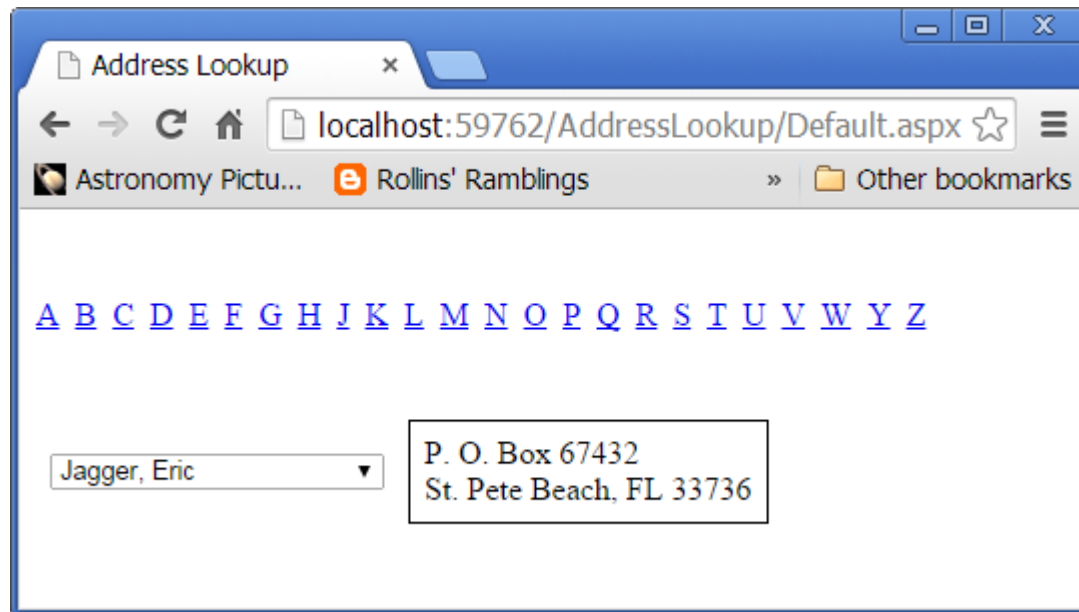 Address Lookup
localhost:59762/AddressLookup/Default.aspx
Astronomy Pictu... Rollins' Ramblings » Other bookmarks
A B C D E F G H J K L M N O P Q R S T U V W Y Z
Jagger, Eric
P. O. Box 67432
St. Pete Beach, FL 33736